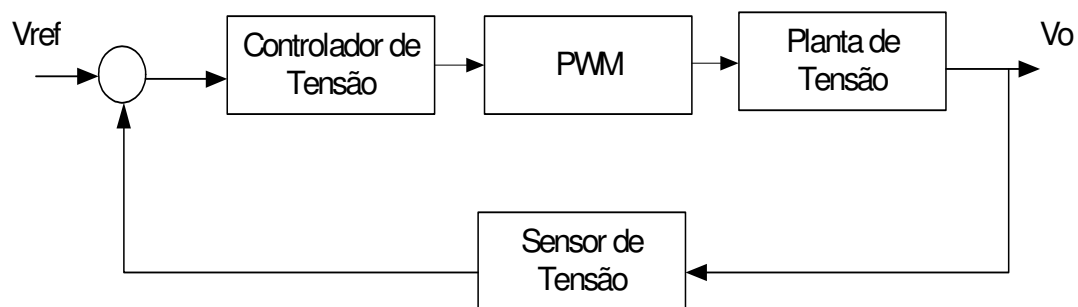 Vref
Controlador de
Tensão
PWM
Planta de
Tensão
Vo
Sensor de
Tensão